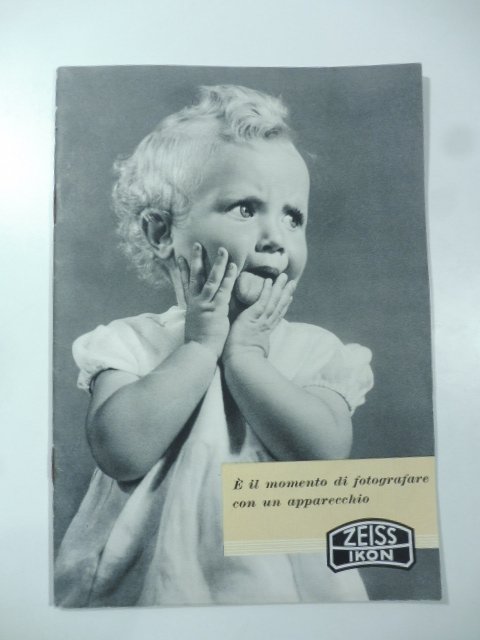 È il momento di fotografare
con un apparecchio
ZEISS
IKON